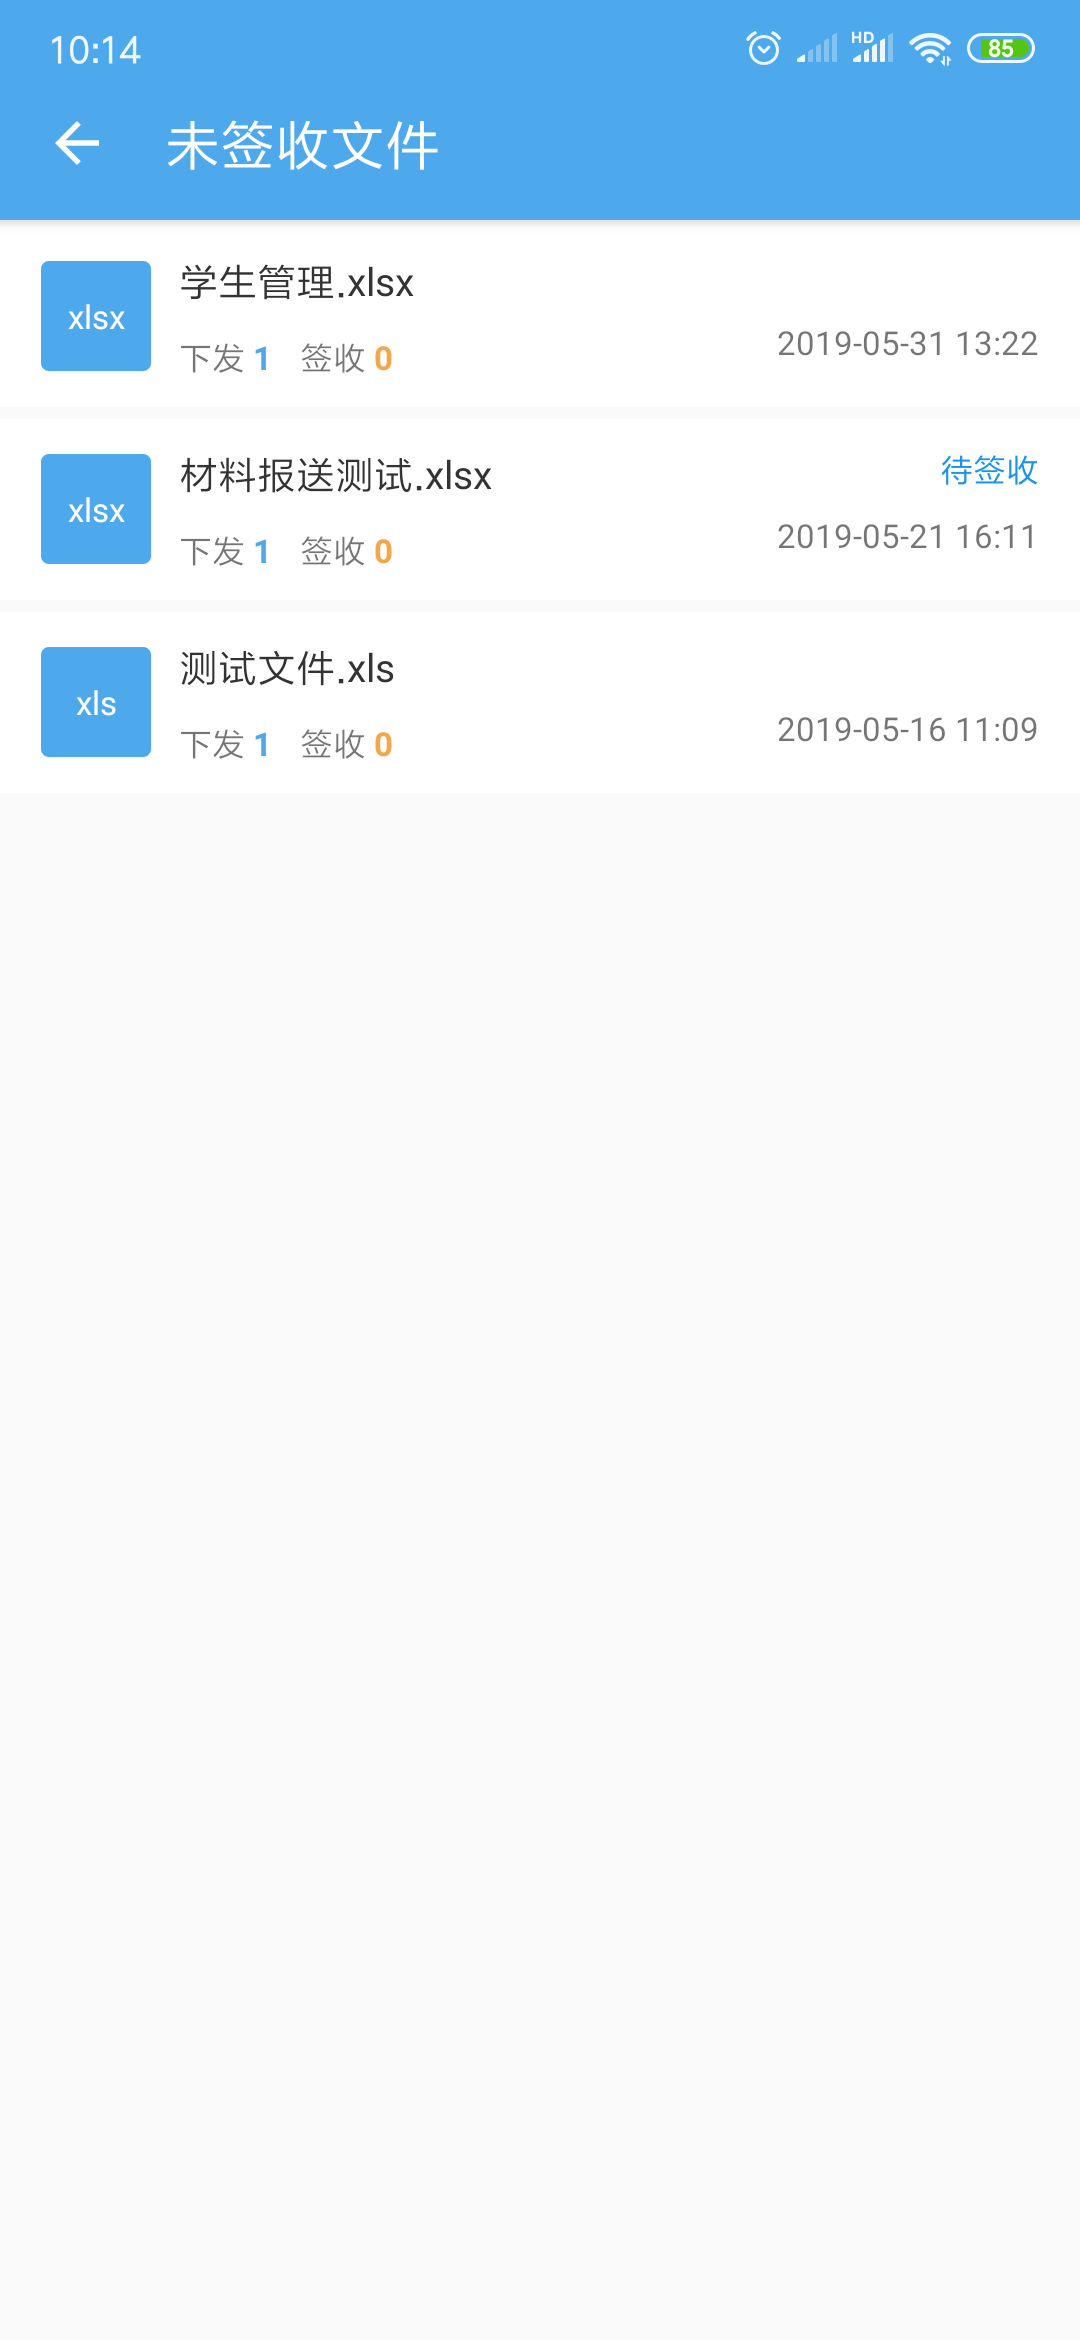 10:14 HD 85
未签收文件
xlsx 学生管理.xlsx
下发 1 签收 0 2019-05-31 13:22
xlsx 材料报送测试.xlsx 待签收
下发 1 签收 0 2019-05-21 16:11
xls 测试文件.xls
下发 1 签收 0 2019-05-16 11:09